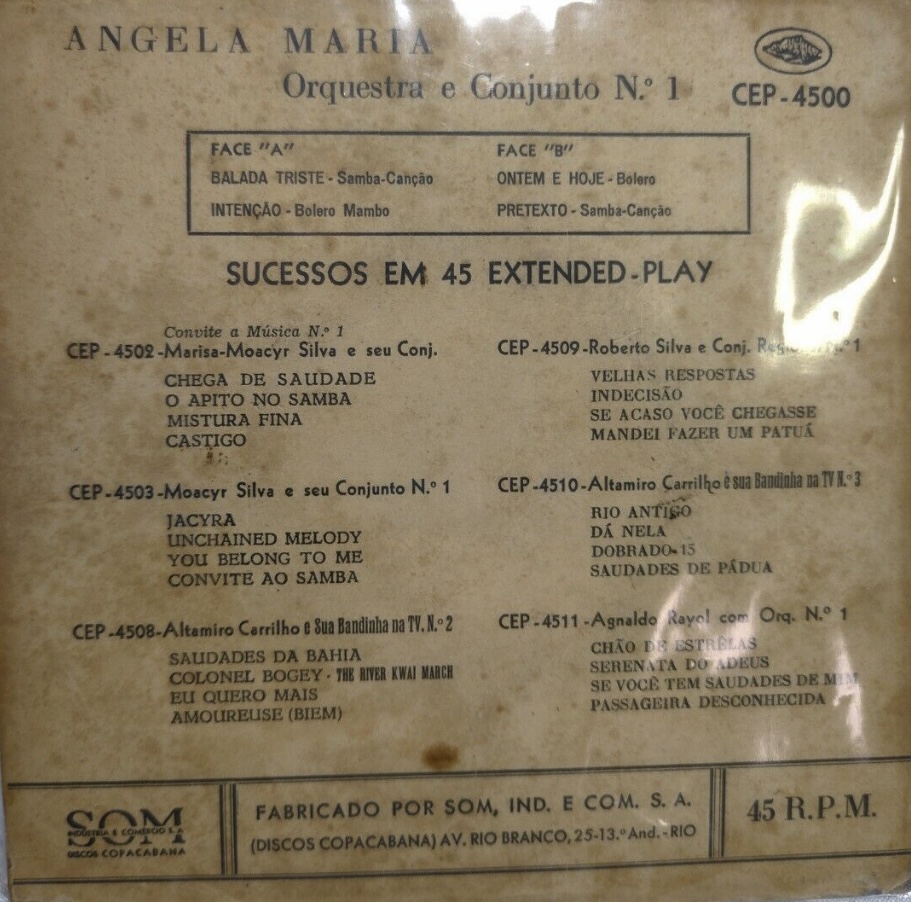 ANGELA MARIA
Orquestra e Conjunto N.º 1
CEP-4500
FACE "A"
BALADA TRISTE - Samba-Canção
INTENÇÃO - Bolero Mambo
FACE "B"
ONTEM E HOJE - Bolero
PRETEXTO - Samba-Canção
SUCESSOS EM 45 EXTENDED-PLAY
Convite a Música N.º 1
CEP-4502-Marisa-Moacyr Silva e seu Conj.
CHEGA DE SAUDADE
O APITO NO SAMBA
MISTURA FINA
CASTIGO
CEP-4503-Moacyr Silva e seu Conjunto N.º 1
JACYRA
UNCHAINED MELODY
YOU BELONG TO ME
CONVITE AO SAMBA
CEP-4508-Altamiro Carrilho e Sua Bandinha na TV. N.º 2
SAUDADES DA BAHIA
COLONEL BOGEY - THE RIVER KWAI MARCH
EU QUERO MAIS
AMOUREUSE (BIEM)
CEP-4509-Roberto Silva e Conj. N.º 1
VELHAS RESPOSTAS
INDECISÃO
SE ACASO VOCÊ CHEGASSE
MANDEI FAZER UM PATUÁ
CEP-4510-Altamiro Carrilho e sua Bandinha na TV N.º 3
RIO ANTIGO
DÁ NELA
DOBRADO-15
SAUDADES DE PÁDUA
CEP-4511-Agnaldo Rayol com Orq. N.º 1
CHÃO DE ESTRÊLAS
SERENATA DO ADEUS
SE VOCÊ TEM SAUDADES DE MIM
PASSAGEIRA DESCONHECIDA
SOM
INDÚSTRIA E COMÉRCIO S.A
DISCOS COPACABANA
FABRICADO POR SOM, IND. E COM. S. A.
(DISCOS COPACABANA) AV. RIO BRANCO, 25-13.º And.-RIO
45 R.P.M.